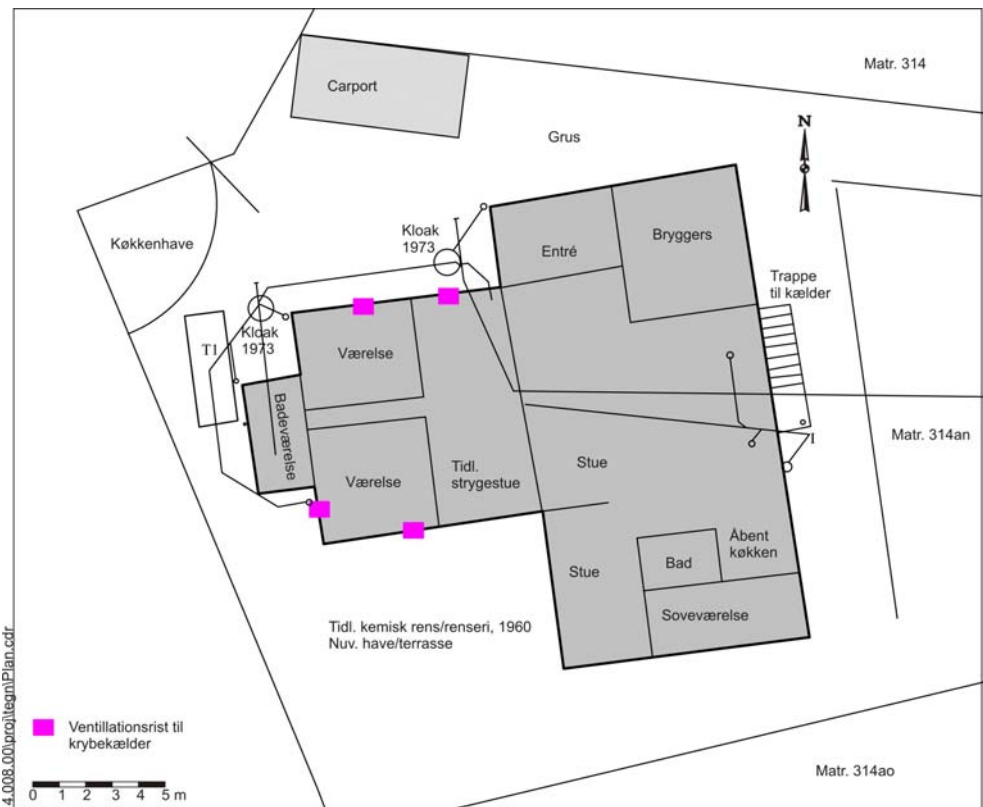 Matr. 314
Carport
Grus
N
Kloak
1973
Køkkenhave
Entré
Bryggers
Trappe
til kælder
T1
Kloak
1973
Værelse
Badeværelse
I
Matr. 314an
Værelse
Tidl.
strygestue
Stue
Åbent
køkken
Stue
Bad
Soveværelse
Tidl. kemisk rens/renseri, 1960
Nuv. have/terrasse
Ventillationsrist til
krybekælder
0 1 2 3 4 5 m
Matr. 314ao
4.008.00\proj\tegn\Plan.cdr